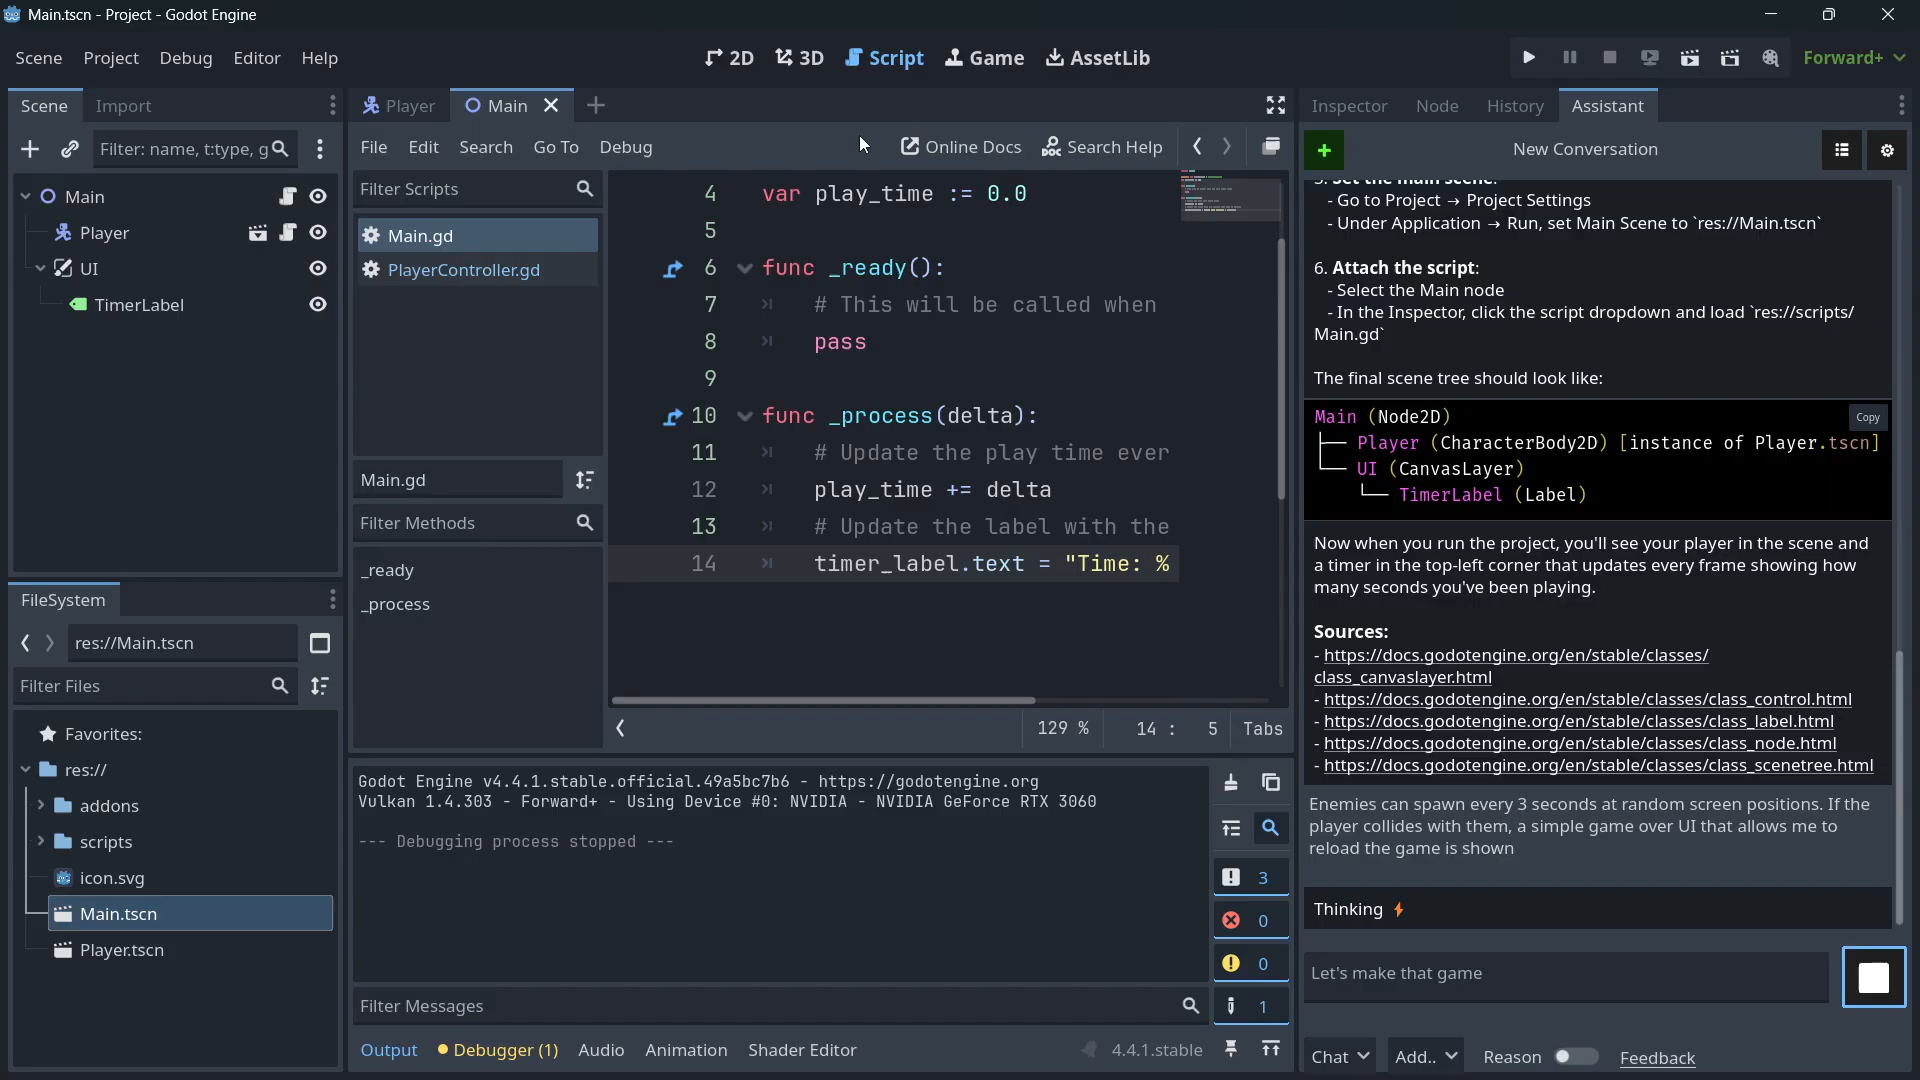 Main.tscn - Project - Godot Engine
Scene Project Debug Editor Help
2D 3D Script Game AssetLib
Forward+
Scene Import
Filter: name, t:type, g
Main
Player
UI
TimerLabel
FileSystem
res://Main.tscn
Filter Files
Favorites:
res://
addons
scripts
icon.svg
Main.tscn
Player.tscn
Player Main
File Edit Search Go To Debug
Online Docs Search Help
Filter Scripts
Main.gd
PlayerController.gd
Main.gd
Filter Methods
_ready
_process
4 var play_time := 0.0
5
6 func _ready():
7 # This will be called when
8 pass
9
10 func _process(delta):
11 # Update the play time ever
12 play_time += delta
13 # Update the label with the
14 timer_label.text = "Time: %
129 % 14 : 5 Tabs
Godot Engine v4.4.1.stable.official.49a5bc7b6 - https://godotengine.org
Vulkan 1.4.303 - Forward+ - Using Device #0: NVIDIA - NVIDIA GeForce RTX 3060
--- Debugging process stopped ---
3
0
0
1
Filter Messages
Output Debugger (1) Audio Animation Shader Editor
4.4.1.stable
Inspector Node History Assistant
New Conversation
5. Set the main scene:
- Go to Project → Project Settings
- Under Application → Run, set Main Scene to `res://Main.tscn`
6. Attach the script:
- Select the Main node
- In the Inspector, click the script dropdown and load `res://scripts/
Main.gd`
The final scene tree should look like:
Copy
Main (Node2D)
├── Player (CharacterBody2D) [instance of Player.tscn]
└── UI (CanvasLayer)
└── TimerLabel (Label)
Now when you run the project, you'll see your player in the scene and
a timer in the top-left corner that updates every frame showing how
many seconds you've been playing.
Sources:
- https://docs.godotengine.org/en/stable/classes/
class_canvaslayer.html
- https://docs.godotengine.org/en/stable/classes/class_control.html
- https://docs.godotengine.org/en/stable/classes/class_label.html
- https://docs.godotengine.org/en/stable/classes/class_node.html
- https://docs.godotengine.org/en/stable/classes/class_scenetree.html
Enemies can spawn every 3 seconds at random screen positions. If the
player collides with them, a simple game over UI that allows me to
reload the game is shown
Thinking
Let's make that game
Chat Add.. Reason Feedback